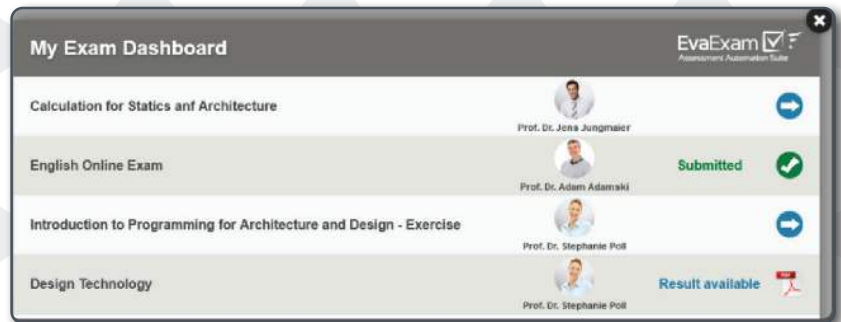 My Exam Dashboard
EvaExam
Assessment Automation Suite
Calculation for Statics anf Architecture
Prof. Dr. Jens Jungmaier
English Online Exam
Prof. Dr. Adam Adamski
Submitted
Introduction to Programming for Architecture and Design - Exercise
Prof. Dr. Stephanie Poll
Design Technology
Prof. Dr. Stephanie Poll
Result available
PDF